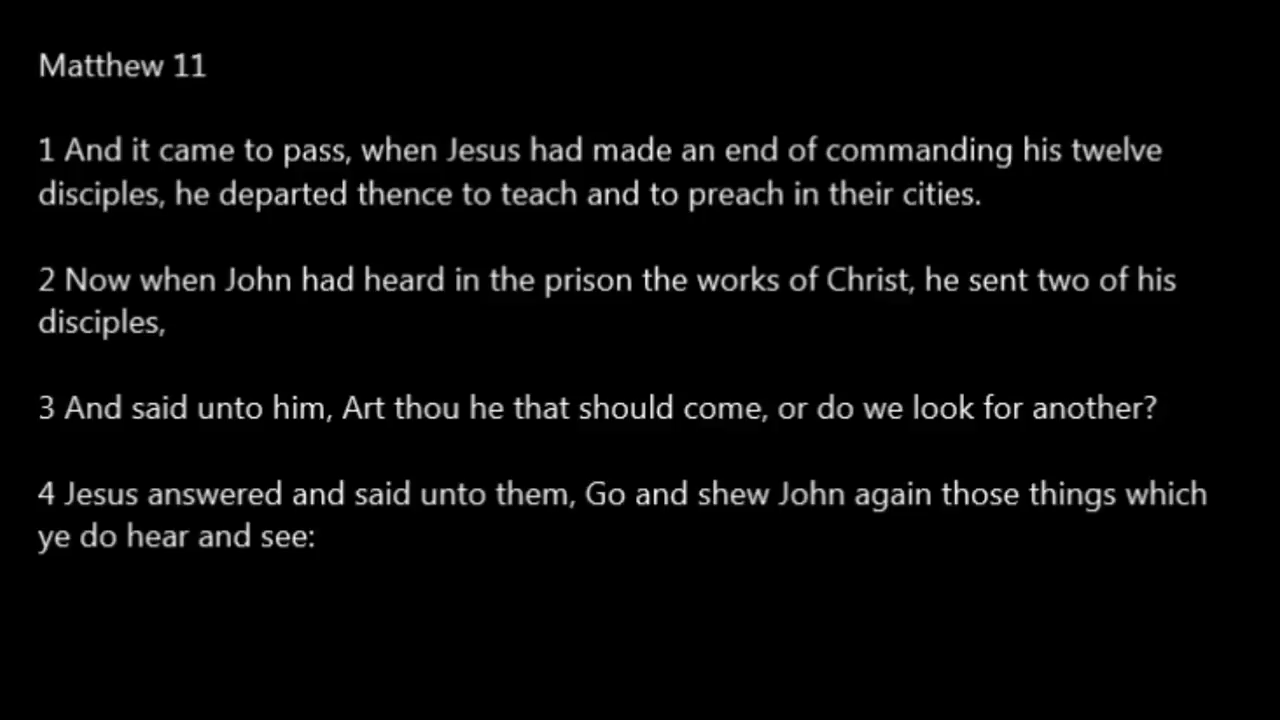 Matthew 11
1 And it came to pass, when Jesus had made an end of commanding his twelve
disciples, he departed thence to teach and to preach in their cities.
2 Now when John had heard in the prison the works of Christ, he sent two of his
disciples,
3 And said unto him, Art thou he that should come, or do we look for another?
4 Jesus answered and said unto them, Go and shew John again those things which
ye do hear and see: